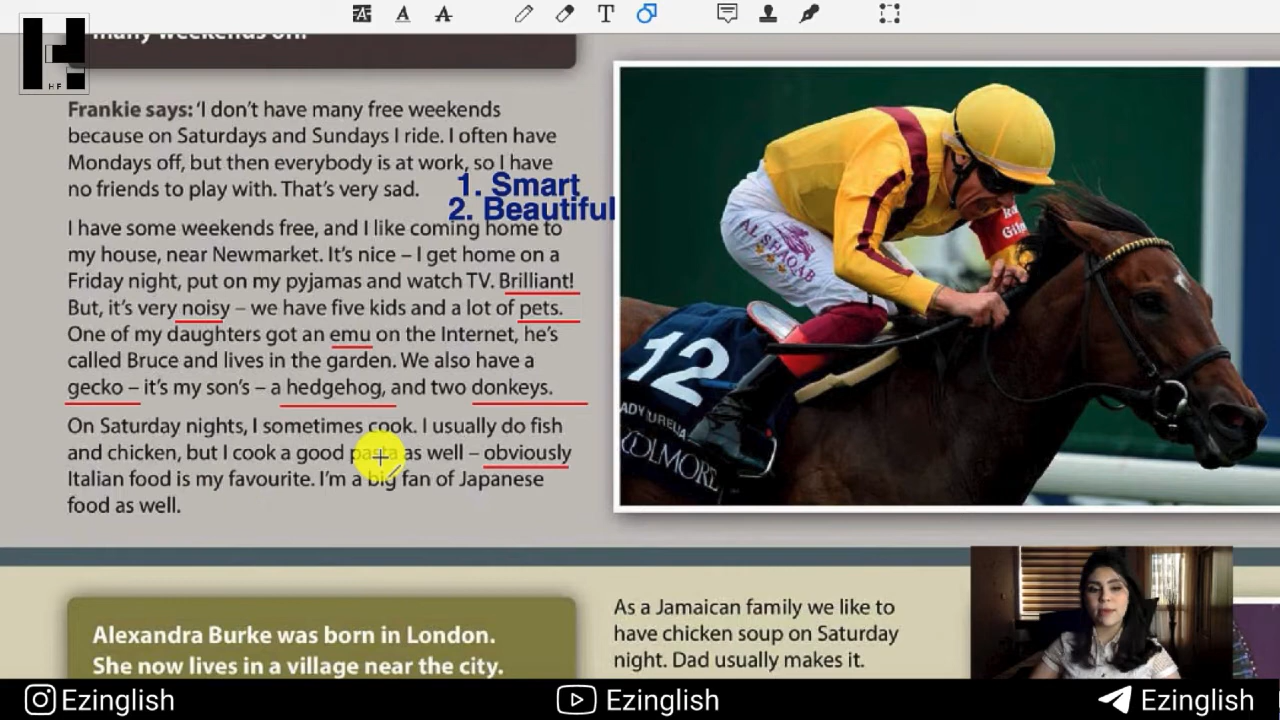 many weekends off.
H
HF
Frankie says: ‘I don’t have many free weekends
because on Saturdays and Sundays I ride. I often have
Mondays off, but then everybody is at work, so I have
no friends to play with. That’s very sad.
1. Smart
2. Beautiful
I have some weekends free, and I like coming home to
my house, near Newmarket. It’s nice – I get home on a
Friday night, put on my pyjamas and watch TV. Brilliant!
But, it’s very noisy – we have five kids and a lot of pets.
One of my daughters got an emu on the Internet, he’s
called Bruce and lives in the garden. We also have a
gecko – it’s my son’s – a hedgehog, and two donkeys.
On Saturday nights, I sometimes cook. I usually do fish
and chicken, but I cook a good pasta as well – obviously
Italian food is my favourite. I’m a big fan of Japanese
food as well.
AL SHAQAB
12
COLMORE
Alexandra Burke was born in London.
She now lives in a village near the city.
As a Jamaican family we like to
have chicken soup on Saturday
night. Dad usually makes it.
Ezinglish
Ezinglish
Ezinglish